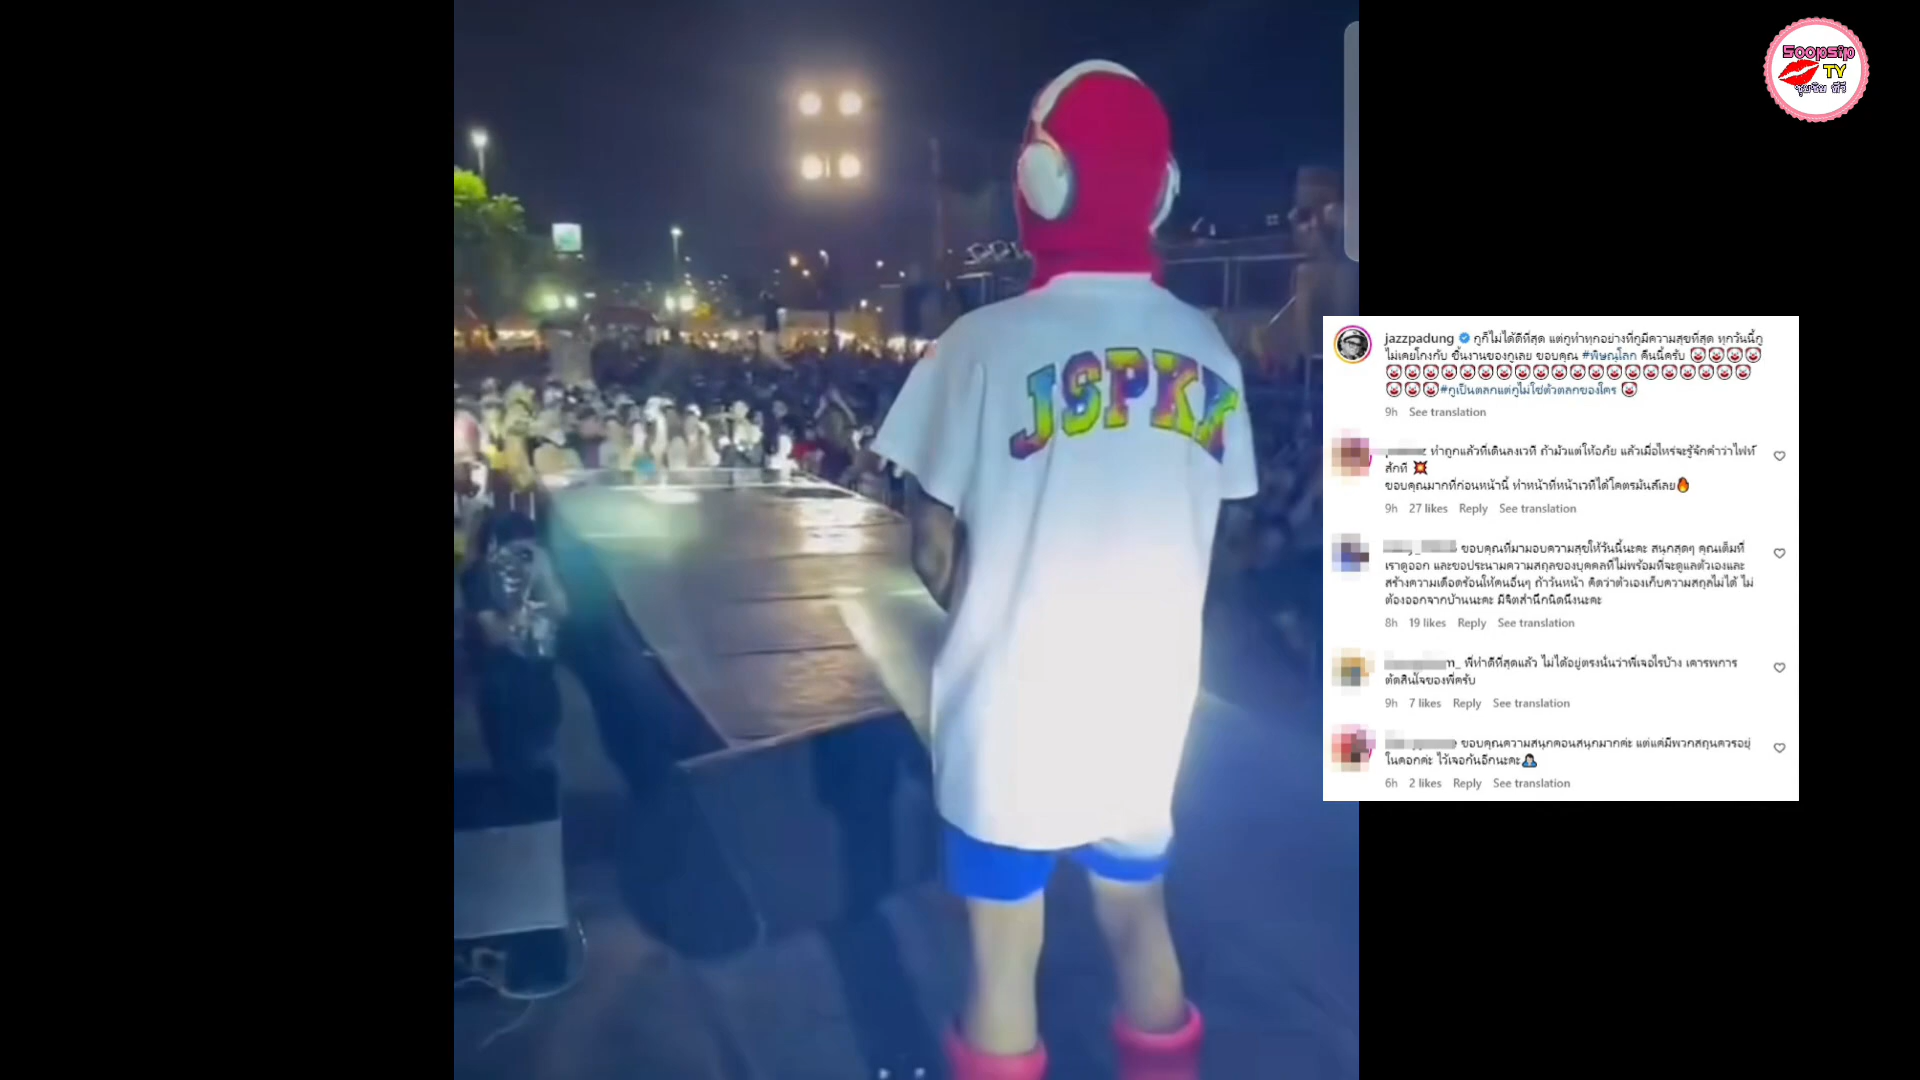 Soopsip
TV
ซุบซิบ ทีวี
JSPKK
jazzpadung กูก็ไม่ได้ดีที่สุด แต่กูทำทุกอย่างที่กูมีความสุขที่สุด ทุกวันนี้กู
ไม่เคยโกงกับ ชิ้นงานของกูเลย ขอบคุณ #พิษณุโลก คืนนี้ครับ 🤡🤡🤡🤡
🤡🤡🤡🤡🤡🤡🤡🤡🤡🤡🤡🤡🤡🤡🤡🤡🤡🤡🤡🤡
🤡🤡🤡#กูเป็นตลกแต่กูไม่ใช่ตัวตลกของใคร 🤡
9h See translation
ทำถูกแล้วที่เดินลงเวที ถ้ามัวแต่ให้อภัย แล้วเมื่อไหร่จะรู้จักคำว่าไฟท์
สักที 💥
ขอบคุณมากที่ก่อนหน้านี้ ทำหน้าที่หน้าเวทีได้โคตรมันส์เลย🔥
9h 27 likes Reply See translation
ขอบคุณที่มามอบความสุขให้วันนี้นะคะ สนุกสุดๆ คุณเต็มที่
เราดูออก และขอประนามความสถุลของบุคคลที่ไม่พร้อมที่จะดูแลตัวเองและ
สร้างความเดือดร้อนให้คนอื่นๆ ถ้าวันหน้า คิดว่าตัวเองเก็บความสถุลไม่ได้ ไม่
ต้องออกจากบ้านนะคะ มีจิตสำนึกนิดนึงนะคะ
8h 19 likes Reply See translation
m_ พี่ทำดีที่สุดแล้ว ไม่ได้อยู่ตรงนั้นว่าพี่เจอไรบ้าง เคารพการ
ตัดสินใจของพี่ครับ
9h 7 likes Reply See translation
ขอบคุณความสนุกคอนสนุกมากค่ะ แต่แค่มีพวกสถุนควรอยู่
ในคอกค่ะ ไว้เจอกันอีกนะคะ🙇🏻‍♂️
6h 2 likes Reply See translation